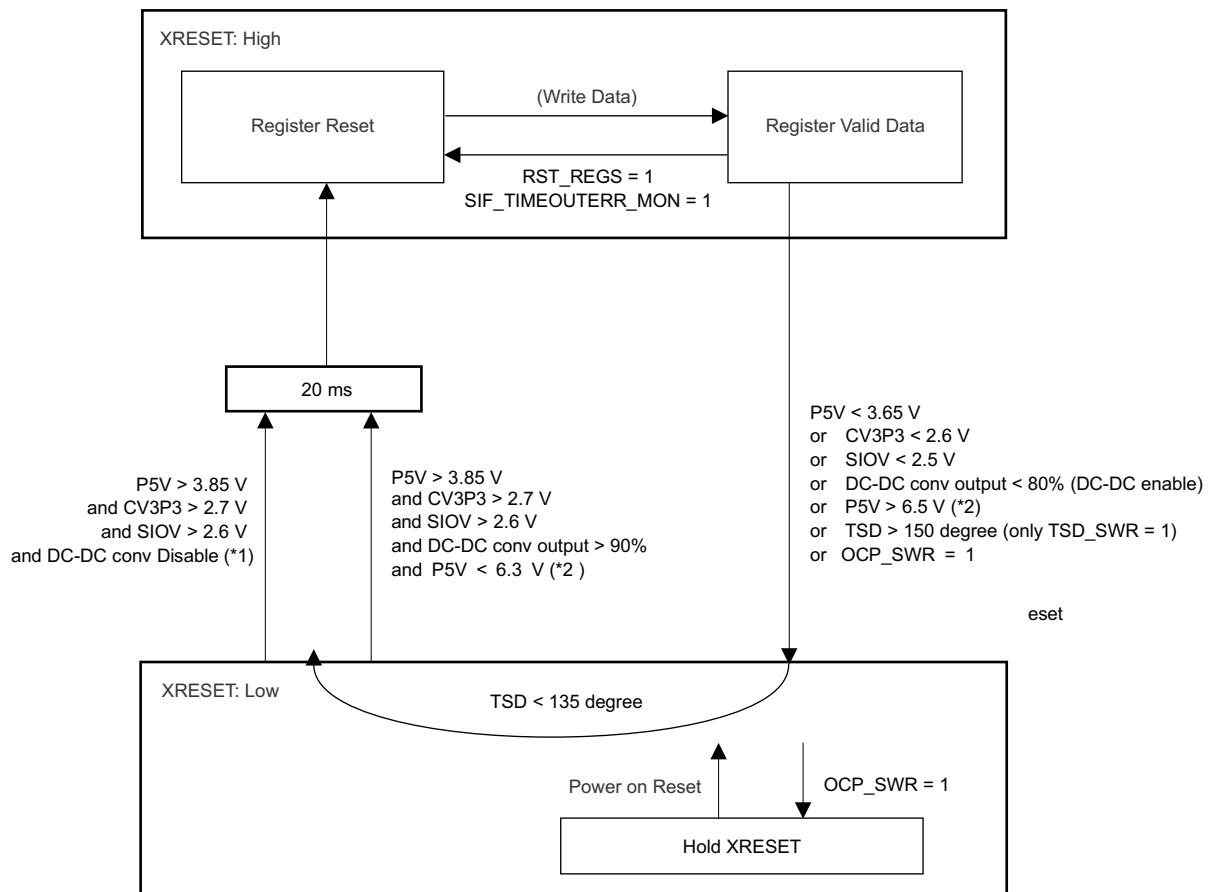 XRESET: High
(Write Data)
Register Reset
Register Valid Data
RST_REGS = 1
SIF_TIMEOUTERR_MON = 1
20 ms
P5V > 3.85 V
and CV3P3 > 2.7 V
and SIOV > 2.6 V
and DC-DC conv Disable (*1)
P5V > 3.85 V
and CV3P3 > 2.7 V
and SIOV > 2.6 V
and DC-DC conv output > 90%
and P5V < 6.3 V (*2 )
P5V < 3.65 V
or CV3P3 < 2.6 V
or SIOV < 2.5 V
or DC-DC conv output < 80% (DC-DC enable)
or P5V > 6.5 V (*2)
or TSD > 150 degree (only TSD_SWR = 1)
or OCP_SWR = 1
eset
XRESET: Low
TSD < 135 degree
Power on Reset
OCP_SWR = 1
Hold XRESET